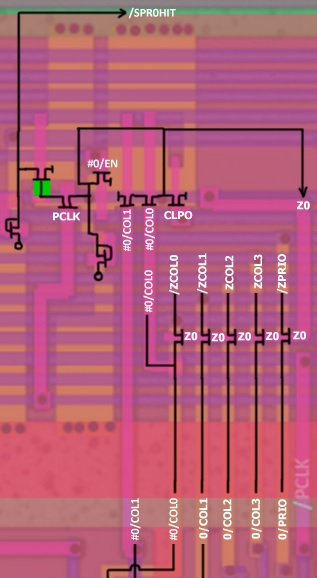 /SPR0HIT
#0/EN
PCLK
#0/COL1
#0/COL0
CLPO
Z0
#0/COL0
/ZCOL0
/ZCOL1
ZCOL2
ZCOL3
/ZPRIO
Z0
Z0
Z0
Z0
Z0
/PCLK
#0/COL1
#0/COL0
0/COL1
0/COL2
0/COL3
0/PRIO